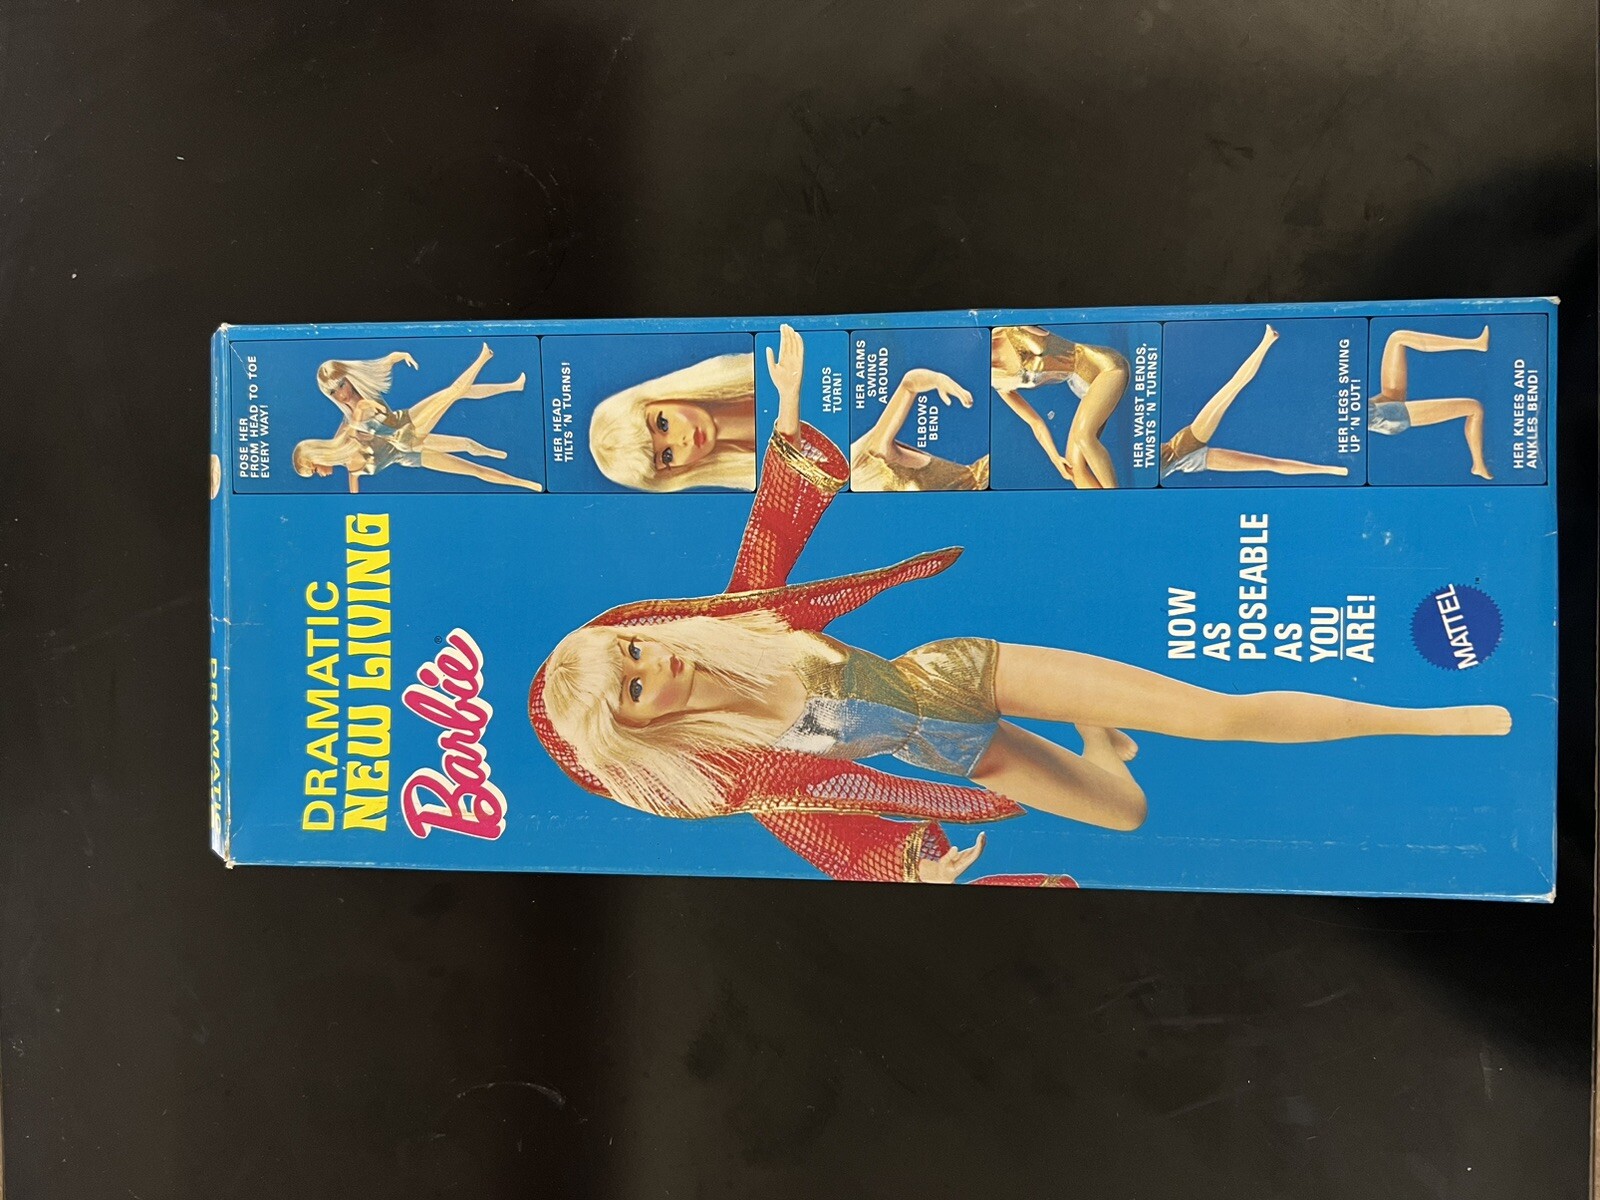 DRAMATIC
NEW LIVING
Barbie®
POSE HER
FROM HEAD TO TOE
EVERY WAY!
HER HEAD
TILTS 'N TURNS!
HANDS
TURN!
HER ARMS
SWING
AROUND
ELBOWS
BEND
HER WAIST BENDS,
TWISTS 'N TURNS!
HER LEGS SWING
UP 'N OUT!
HER KNEES AND
ANKLES BEND!
NOW
AS
POSEABLE
AS
YOU
ARE!
MATTEL
DRAMATIC